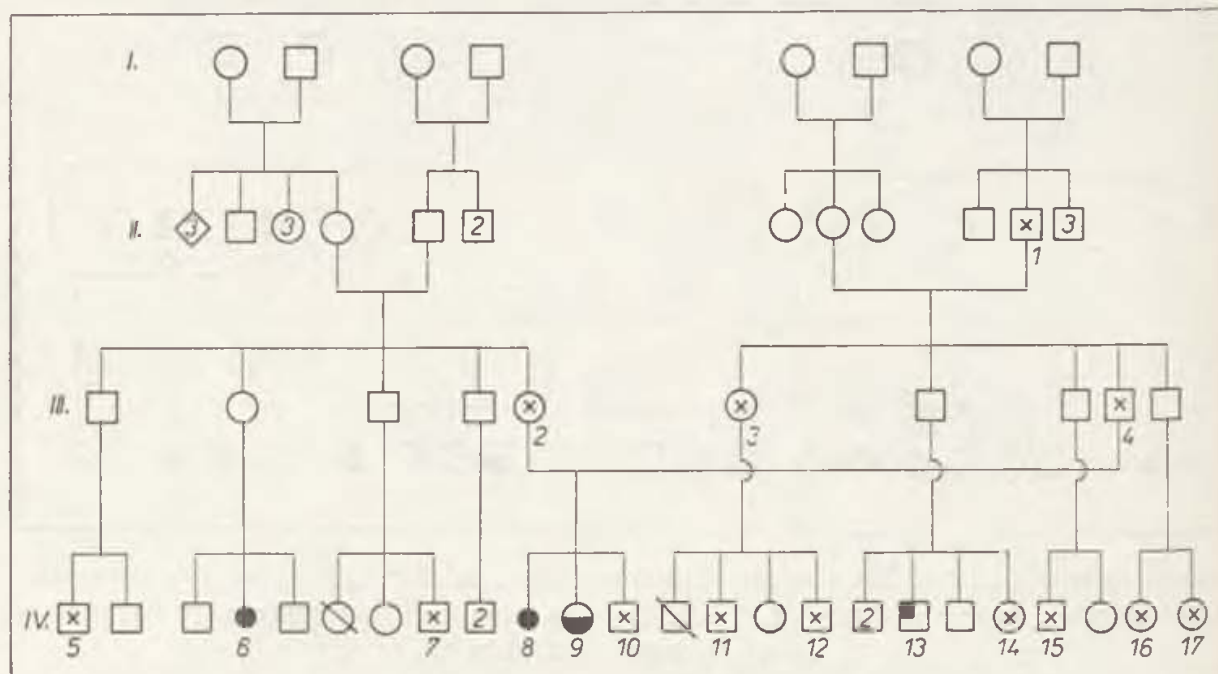 I.
II. 3 3 2 × 3
1
III. × × ×
2 3 4
IV. × × 2 × × × 2 × × × ×
5 6 7 8 9 10 11 12 13 14 15 16 17